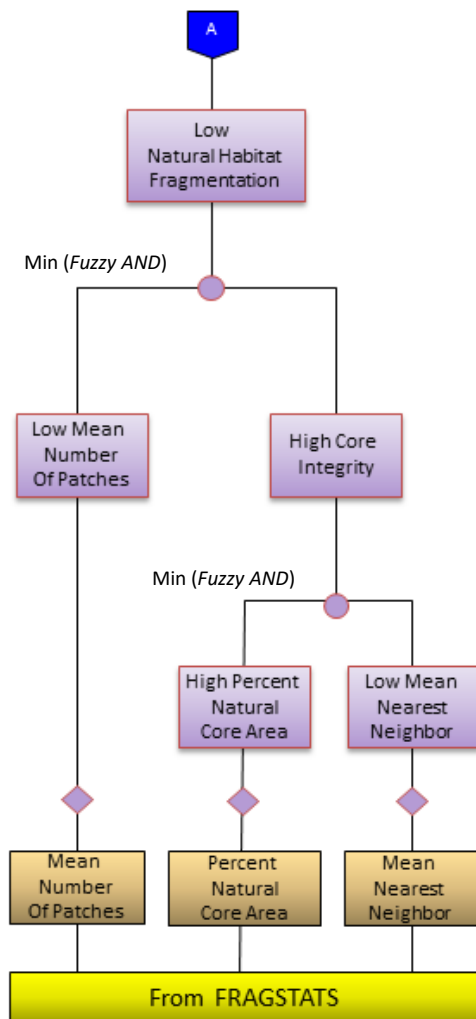 A
Low
Natural Habitat
Fragmentation
Min (Fuzzy AND)
Low Mean
Number
Of Patches
High Core
Integrity
Min (Fuzzy AND)
High Percent
Natural
Core Area
Low Mean
Nearest
Neighbor
Mean
Number
Of Patches
Percent
Natural
Core Area
Mean
Nearest
Neighbor
From FRAGSTATS